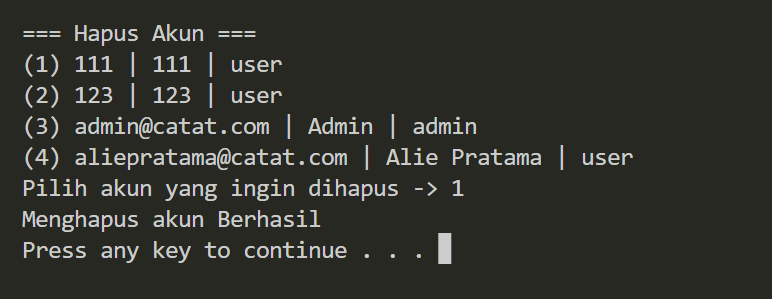 === Hapus Akun ===
(1) 111 | 111 | user
(2) 123 | 123 | user
(3) admin@catat.com | Admin | admin
(4) aliepratama@catat.com | Alie Pratama | user
Pilih akun yang ingin dihapus -> 1
Menghapus akun Berhasil
Press any key to continue . . .